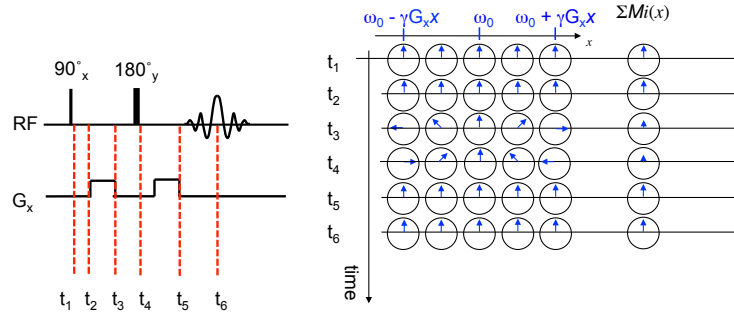 ω₀ - γGₓx ω₀ ω₀ + γGₓx ΣMi(x)
x
90°ₓ 180°ᵧ
RF
Gₓ
t₁ t₂ t₃ t₄ t₅ t₆
t₁
t₂
t₃
t₄
t₅
t₆
time